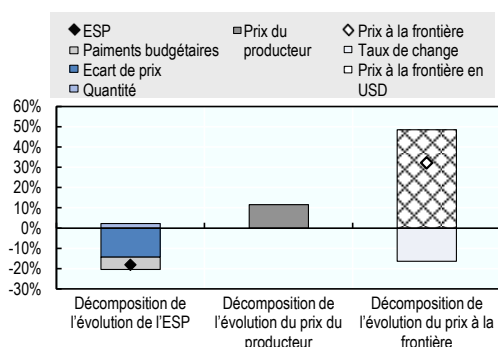 ESP
Paiments budgétaires
Ecart de prix
Quantité
Prix du
producteur
Prix à la frontière
Taux de change
Prix à la frontière en
USD
60%
50%
40%
30%
20%
10%
0%
-10%
-20%
-30%
Décomposition de
l'évolution de l'ESP
Décomposition de
l'évolution du prix du
producteur
Décomposition de
l'évolution du prix à la
frontière